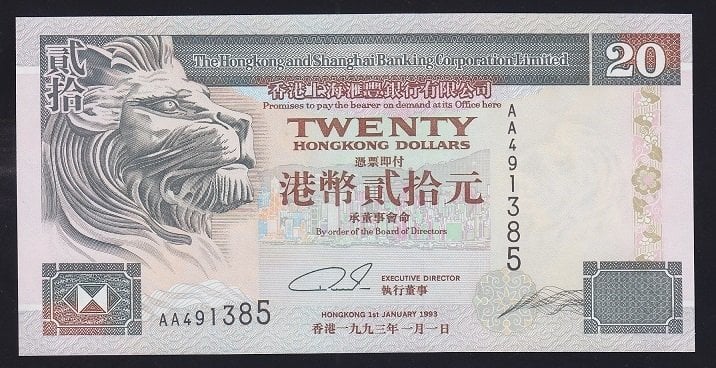 貳拾
The Hongkong and Shanghai Banking Corporation Limited
20
香港上海滙豐銀行有限公司
Promises to pay the bearer on demand at its Office here
TWENTY
HONGKONG DOLLARS
憑票即付
港幣貳拾元
承董事會命
By order of the Board of Directors
AA491385
EXECUTIVE DIRECTOR
執行董事
AA491385
HONGKONG 1st JANUARY 1993
香港一九九三年一月一日